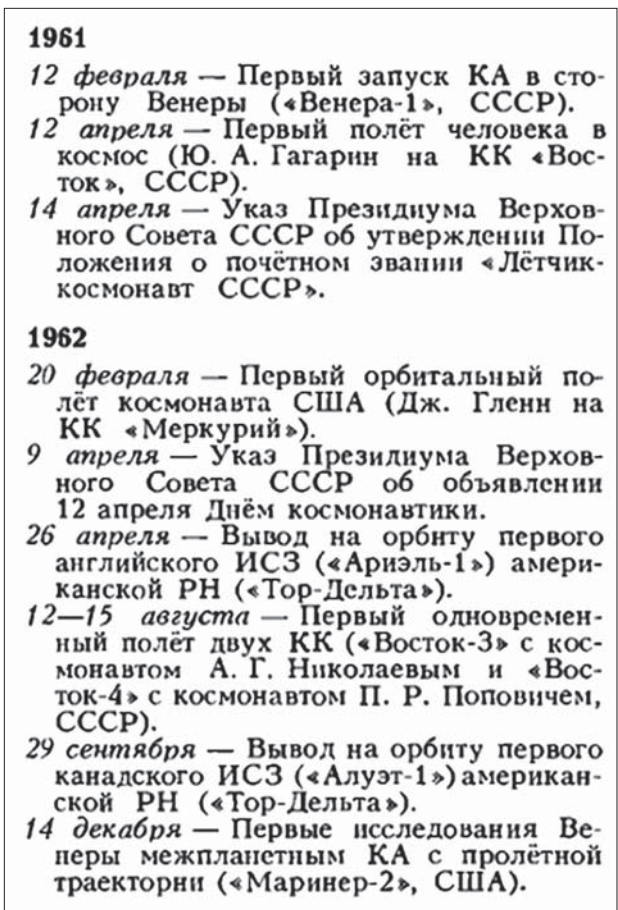 1961
12 февраля — Первый запуск КА в сто-
рону Венеры («Венера-1», СССР).
12 апреля — Первый полёт человека в
космос (Ю. А. Гагарин на КК «Вос-
ток», СССР).
14 апреля — Указ Президиума Верхов-
ного Совета СССР об утверждении По-
ложения о почётном звании «Лётчик-
космонавт СССР».
1962
20 февраля — Первый орбитальный по-
лёт космонавта США (Дж. Гленн на
КК «Меркурий»).
9 апреля — Указ Президиума Верхов-
ного Совета СССР об объявлении
12 апреля Днём космонавтики.
26 апреля — Вывод на орбиту первого
английского ИСЗ («Ариэль-1») амери-
канской РН («Тор-Дельта»).
12—15 августа — Первый одновремен-
ный полёт двух КК («Восток-3» с кос-
монавтом А. Г. Николаевым и «Вос-
ток-4» с космонавтом П. Р. Поповичем,
СССР).
29 сентября — Вывод на орбиту первого
канадского ИСЗ («Алуэт-1») американ-
ской РН («Тор-Дельта»).
14 декабря — Первые исследования Ве-
неры межпланетным КА с пролётной
траектории («Маринер-2», США).